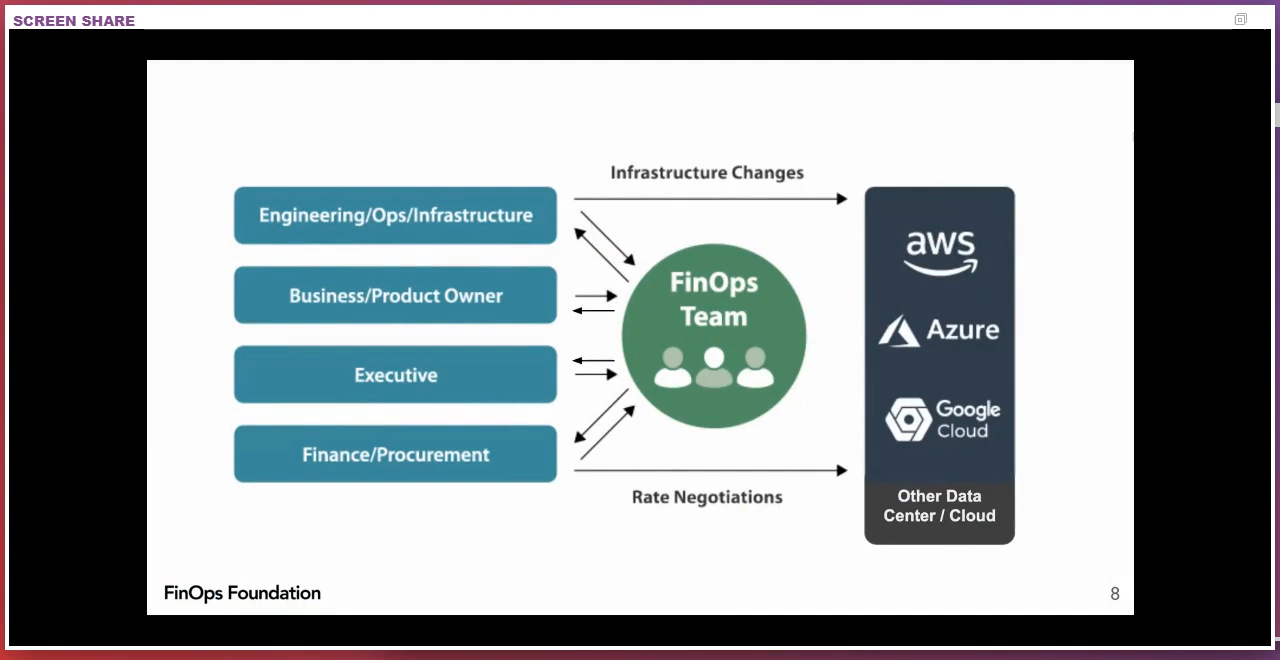 SCREEN SHARE
Infrastructure Changes
Engineering/Ops/Infrastructure
Business/Product Owner
Executive
Finance/Procurement
FinOps
Team
Rate Negotiations
aws
Azure
Google
Cloud
Other Data
Center / Cloud
FinOps Foundation
8